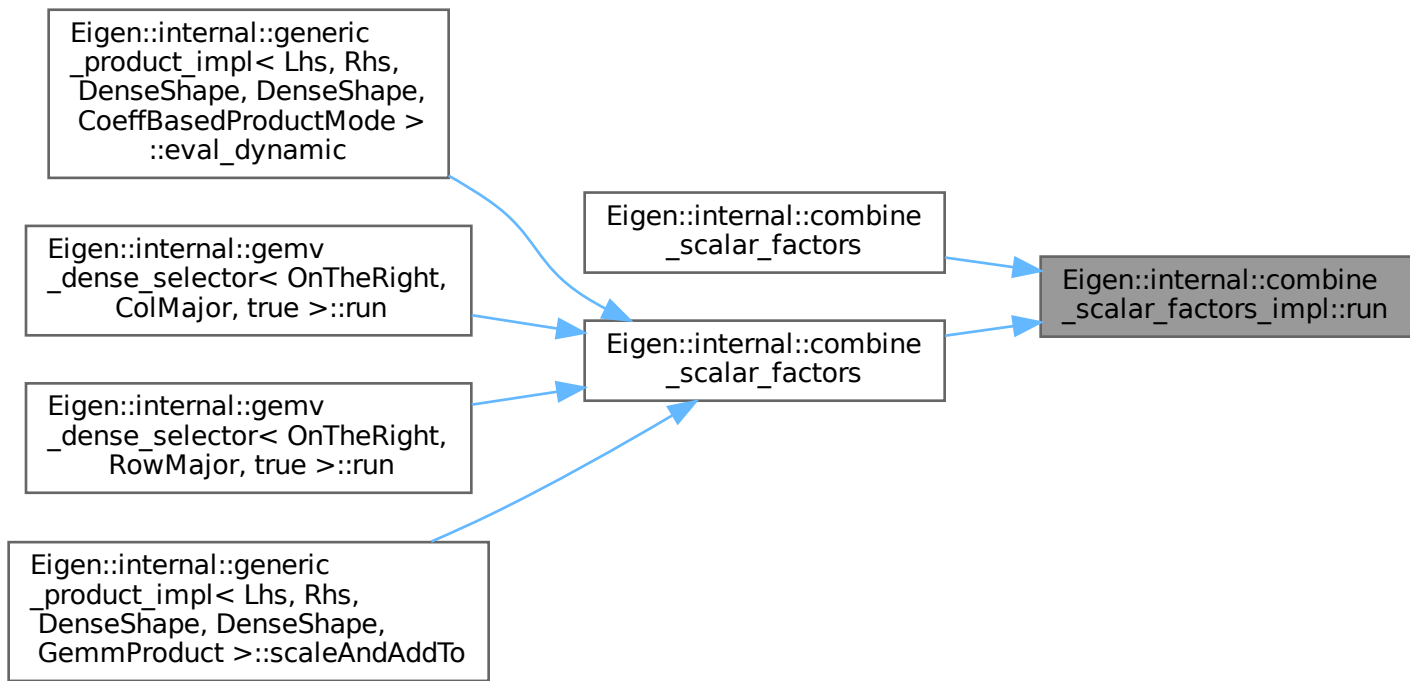 Eigen::internal::generic
_product_impl< Lhs, Rhs,
DenseShape, DenseShape,
CoeffBasedProductMode >
::eval_dynamic
Eigen::internal::gemv
_dense_selector< OnTheRight,
ColMajor, true >::run
Eigen::internal::gemv
_dense_selector< OnTheRight,
RowMajor, true >::run
Eigen::internal::generic
_product_impl< Lhs, Rhs,
DenseShape, DenseShape,
GemmProduct >::scaleAndAddTo
Eigen::internal::combine
_scalar_factors
Eigen::internal::combine
_scalar_factors
Eigen::internal::combine
_scalar_factors_impl::run